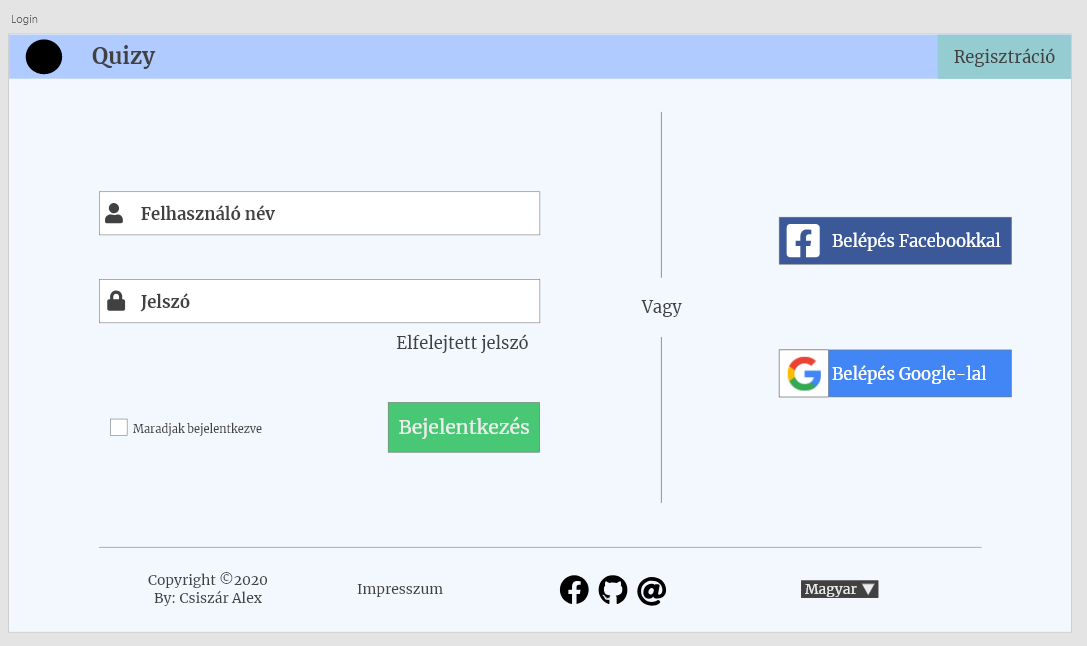 Login
Quizy
Regisztráció
Felhasználó név
Jelszó
Elfelejtett jelszó
Maradjak bejelentkezve
Bejelentkezés
Vagy
Belépés Facebookkal
Belépés Google-lal
Copyright ©2020
By: Csiszár Alex
Impresszum
Magyar